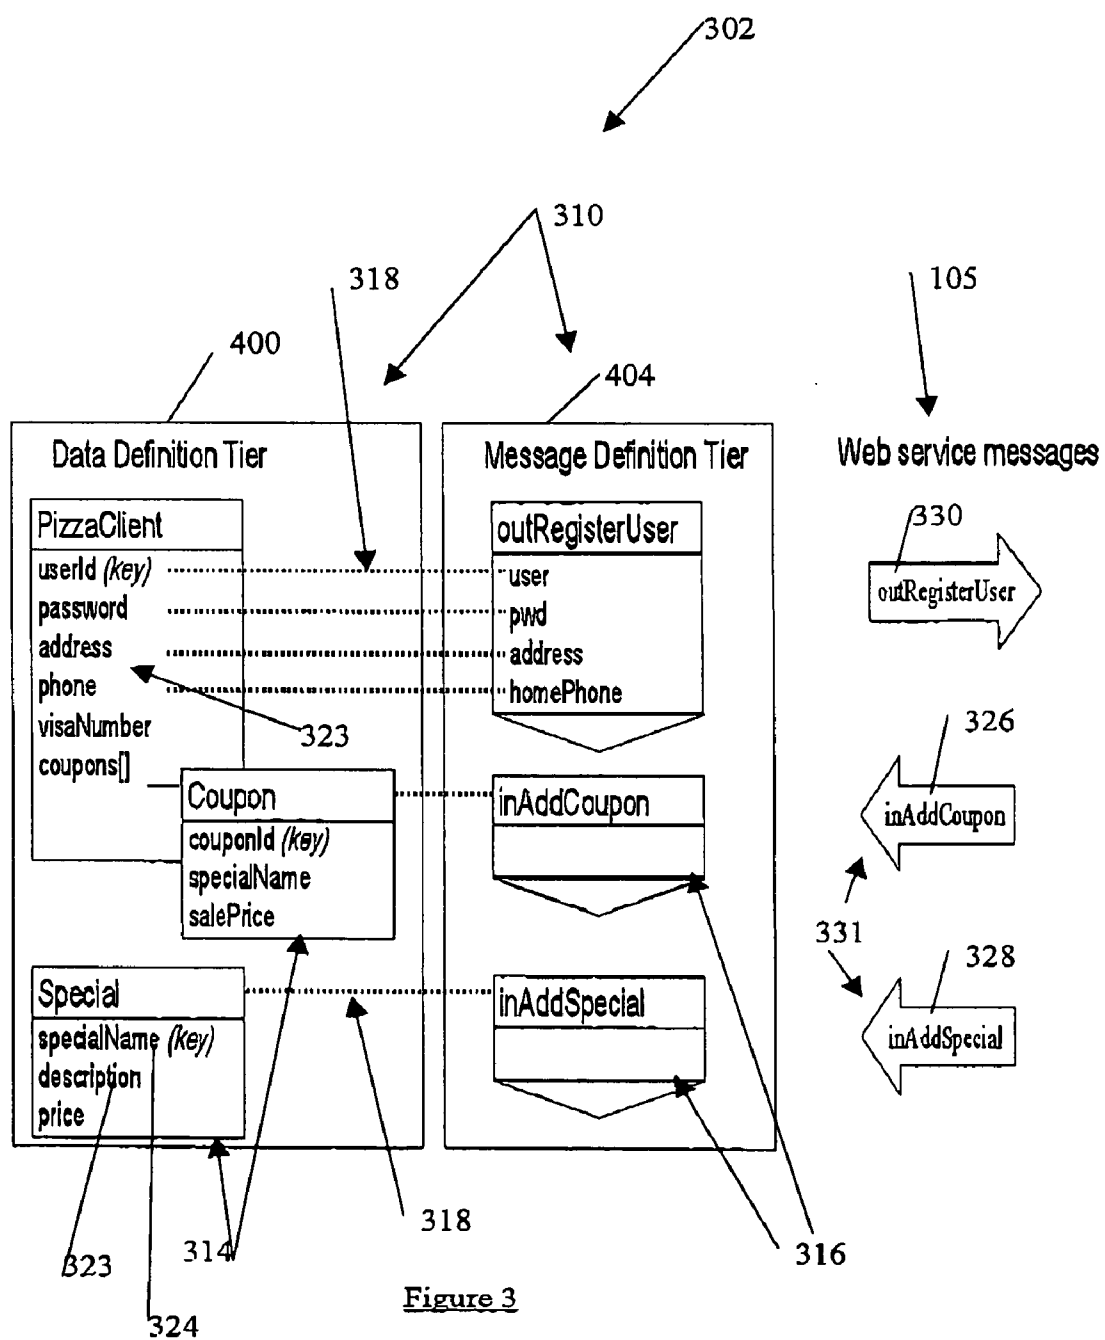 302
310
318
105
400
404
Data Definition Tier
Message Definition Tier
Web service messages
PizzaClient
userId (key)
password
address
phone
visaNumber
coupons[]
323
Coupon
couponId (key)
specialName
salePrice
Special
specialName (key)
description
price
outRegisterUser
user
pwd
address
homePhone
inAddCoupon
inAddSpecial
330
outRegisterUser
326
inAddCoupon
331
328
inAddSpecial
318
316
314
323
324
Figure 3